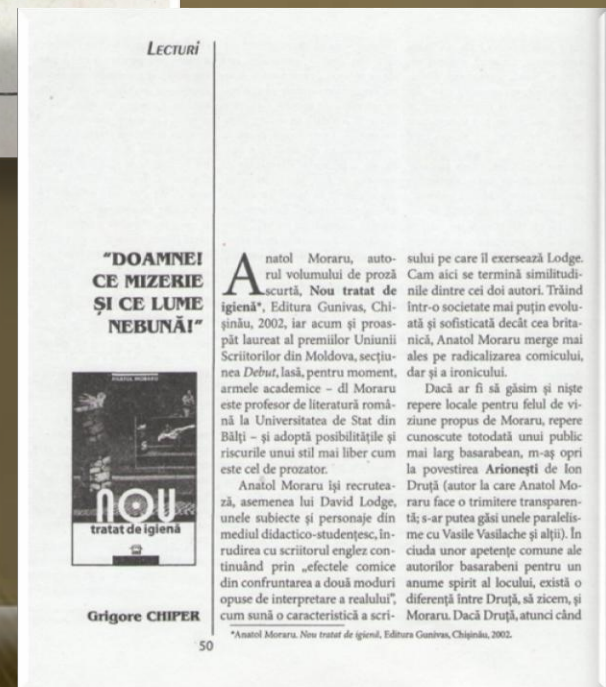 LECTURI
"DOAMNE!
CE MIZERIE
ȘI CE LUME
NEBUNĂ!"
ANATOL MORARU
NOU
tratat de igienă
Grigore CHIPER
50
Anatol Moraru, auto-
rul volumului de proză
scurtă, Nou tratat de
igienă*, Editura Gunivas, Chi-
șinău, 2002, iar acum și proas-
păt laureat al premiilor Uniunii
Scriitorilor din Moldova, secțiu-
nea Debut, lasă, pentru moment,
armele academice – dl Moraru
este profesor de literatură româ-
nă la Universitatea de Stat din
Bălți – și adoptă posibilitățile și
riscurile unui stil mai liber cum
este cel de prozator.
Anatol Moraru își recrutea-
ză, asemenea lui David Lodge,
unele subiecte și personaje din
mediul didactico-studențesc, în-
rudirea cu scriitorul englez con-
tinuând prin „efectele comice
din confruntarea a două moduri
opuse de interpretare a realului",
cum sună o caracteristică a scri-
sului pe care îl exersează Lodge.
Cam aici se termină similitudi-
nile dintre cei doi autori. Trăind
într-o societate mai puțin evolu-
ată și sofisticată decât cea brita-
nică, Anatol Moraru merge mai
ales pe radicalizarea comicului,
dar și a ironicului.
Dacă ar fi să găsim și niște
repere locale pentru felul de vi-
ziune propus de Moraru, repere
cunoscute totodată unui public
mai larg basarabean, m-aș opri
la povestirea Arionești de Ion
Druță (autor la care Anatol Mo-
raru face o trimitere transparen-
tă; s-ar putea găsi unele paralelis-
me cu Vasile Vasilache și alții). În
ciuda unor apetențe comune ale
autorilor basarabeni pentru un
anume spirit al locului, există o
diferență între Druță, să zicem, și
Moraru. Dacă Druță, atunci când
*Anatol Moraru. Nou tratat de igienă, Editura Gunivas, Chișinău, 2002.